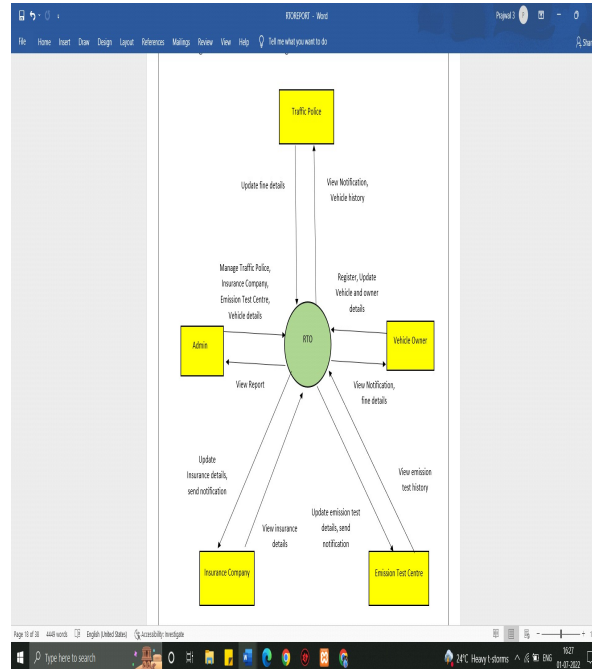 RTOREPORT - Word
Prajwal 3
File Home Insert Draw Design Layout References Mailings Review View Help Tell me what you want to do
Traffic Police
Update fine details
View Notification,
Vehicle history
Manage Traffic Police,
Insurance Company,
Emission Test Centre,
Vehicle details
Register, Update
Vehicle and owner
details
Admin
RTO
Vehicle Owner
View Report
View Notification,
fine details
Update
Insurance details,
send notification
View emission
test history
View insurance
details
Update emission test
details, send
notification
Insurance Company
Emission Test Centre
Page 18 of 30 4449 words English (United States) Accessibility: Investigate
Type here to search
24°C Heavy t-storms ENG
16:27
01-07-2022